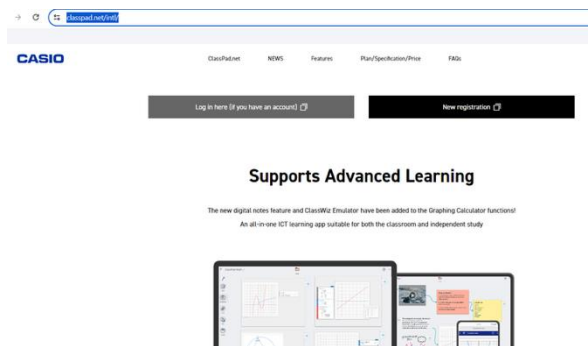 classpad.net/intl/
CASIO
ClassPad.net NEWS Features Plan/Specification/Price FAQs
Log in here (if you have an account)
New registration
Supports Advanced Learning
The new digital notes feature and ClassWiz Emulator have been added to the Graphing Calculator functions!
An all-in-one ICT learning app suitable for both the classroom and independent study